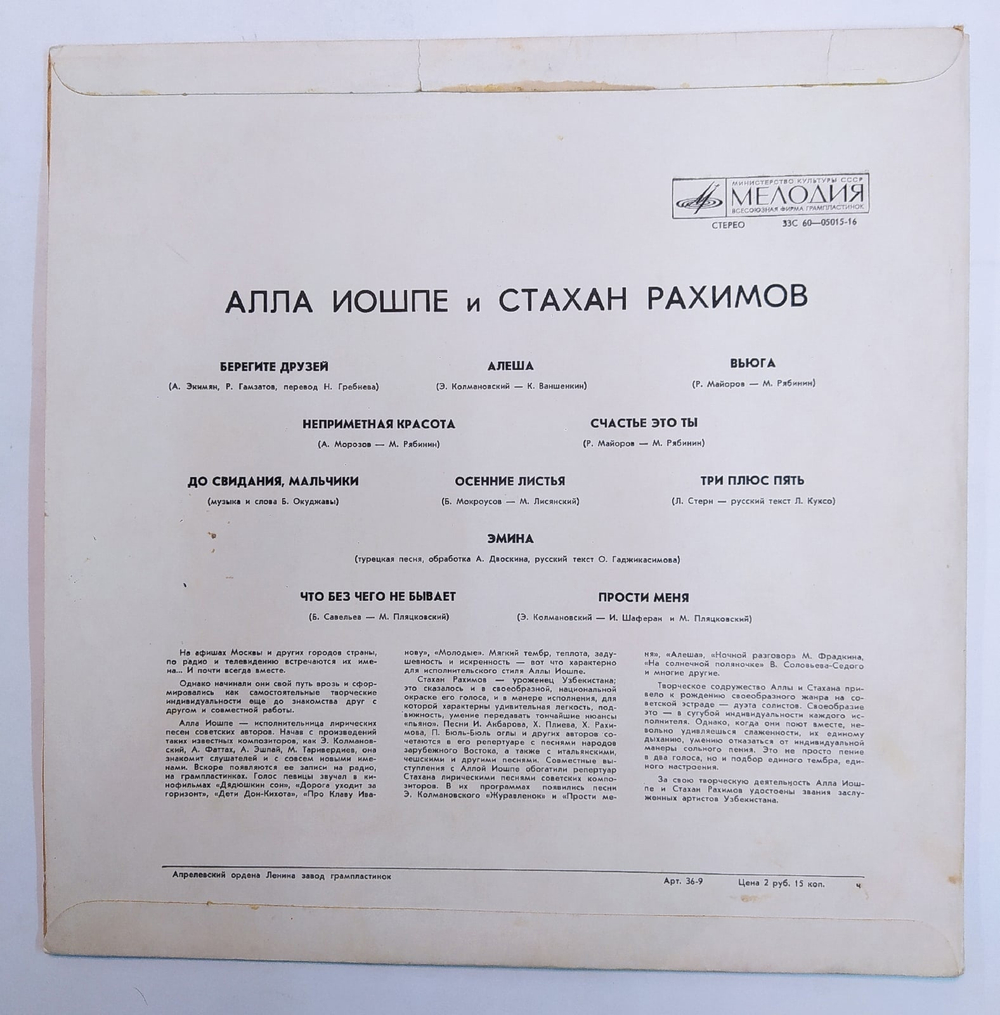 МИНИСТЕРСТВО КУЛЬТУРЫ СССР
МЕЛОДИЯ
ВСЕСОЮЗНАЯ ФИРМА ГРАМПЛАСТИНОК
СТЕРЕО 33С 60—05015-16
АЛЛА ИОШПЕ и СТАХАН РАХИМОВ
БЕРЕГИТЕ ДРУЗЕЙ АЛЕША ВЬЮГА
(А. Экимян, Р. Гамзатов, перевод Н. Гребнева) (Э. Колмановский — К. Ваншенкин) (Р. Майоров — М. Рябинин)
НЕПРИМЕТНАЯ КРАСОТА СЧАСТЬЕ ЭТО ТЫ
(А. Морозов — М. Рябинин) (Р. Майоров — М. Рябинин)
ДО СВИДАНИЯ, МАЛЬЧИКИ ОСЕННИЕ ЛИСТЬЯ ТРИ ПЛЮС ПЯТЬ
(музыка и слова Б. Окуджавы) (Б. Мокроусов — М. Лисянский) (Л. Стерн — русский текст Л. Куксо)
ЭМИНА
(турецкая песня, обработка А. Двоскина, русский текст О. Гаджикасимова)
ЧТО БЕЗ ЧЕГО НЕ БЫВАЕТ ПРОСТИ МЕНЯ
(Б. Савельев — М. Пляцковский) (Э. Колмановский — И. Шаферан и М. Пляцковский)
На афишах Москвы и других городов страны,
по радио и телевидению встречаются их име-
на... И почти всегда вместе.
Однако начинали они свой путь врозь и сфор-
мировались как самостоятельные творческие
индивидуальности еще до знакомства друг с
другом и совместной работы.
Алла Иошпе — исполнительница лирических
песен советских авторов. Начав с произведений
таких известных композиторов, как Э. Колманов-
ский, А. Фаттах, А. Эшпай, М. Таривердиев, она
знакомит слушателей и с совсем новыми име-
нами. Вскоре появляются ее записи на радио,
на грампластинках. Голос певицы звучал в ки-
нофильмах «Дядюшкин сон», «Дорога уходит за
горизонт», «Дети Дон-Кихота», «Про Клаву Ива-
нову», «Молодые». Мягкий тембр, теплота, заду-
шевность и искренность — вот что характерно
для исполнительского стиля Аллы Иошпе.
Стахан Рахимов — уроженец Узбекистана;
это сказалось и в своеобразной, национальной
окраске его голоса, и в манере исполнения, для
которой характерны удивительная легкость, под-
вижность, умение передавать тончайшие нюансы
«пьяно». Песни И. Акбарова, Х. Плиева, Х. Рахи-
мова, П. Бюль-Бюль оглы и других авторов со-
четаются в его репертуаре с песнями народов
зарубежного Востока, а также с итальянскими,
чешскими и другими песнями. Совместные вы-
ступления с Аллой Иошпе обогатили репертуар
Стахана лирическими песнями советских компо-
зиторов. В их программах появились песни
Э. Колмановского «Журавленок» и «Прости ме-
ня», «Алеша», «Ночной разговор» М. Фрадкина,
«На солнечной поляночке» В. Соловьева-Седого
и многие другие.
Творческое содружество Аллы и Стахана при-
вело к рождению своеобразного жанра на со-
ветской эстраде — дуэта солистов. Своеобразие
это — в сугубой индивидуальности каждого ис-
полнителя. Однако, когда они поют вместе, не-
вольно удивляешься слаженности, их единому
дыханию, умению отказаться от индивидуальной
манеры сольного пения. Это не просто пение
в два голоса, но и подбор единого тембра, еди-
ного настроения.
За свою творческую деятельность Алла Иош-
пе и Стахан Рахимов удостоены звания заслу-
женных артистов Узбекистана.
Апрелевский ордена Ленина завод грампластинок Арт. 36-9 Цена 2 руб. 15 коп. ч